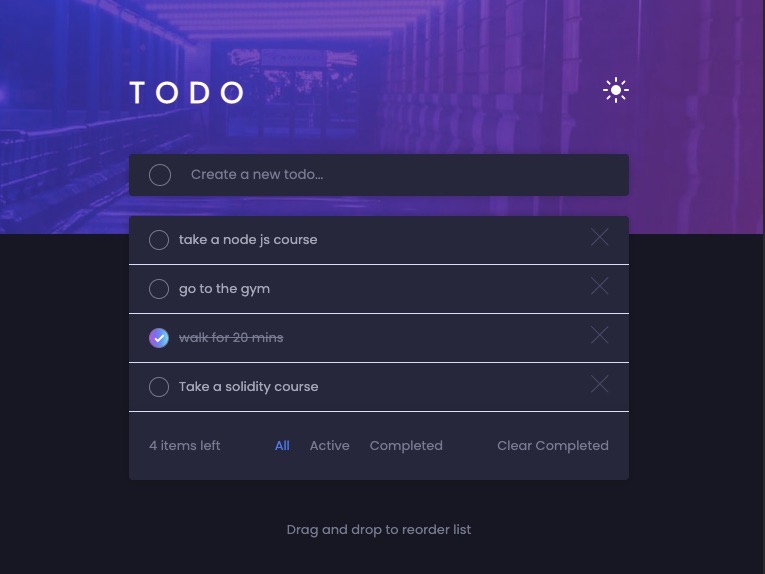 TODO
Create a new todo...
take a node js course
go to the gym
walk for 20 mins
Take a solidity course
4 items left All Active Completed Clear Completed
Drag and drop to reorder list